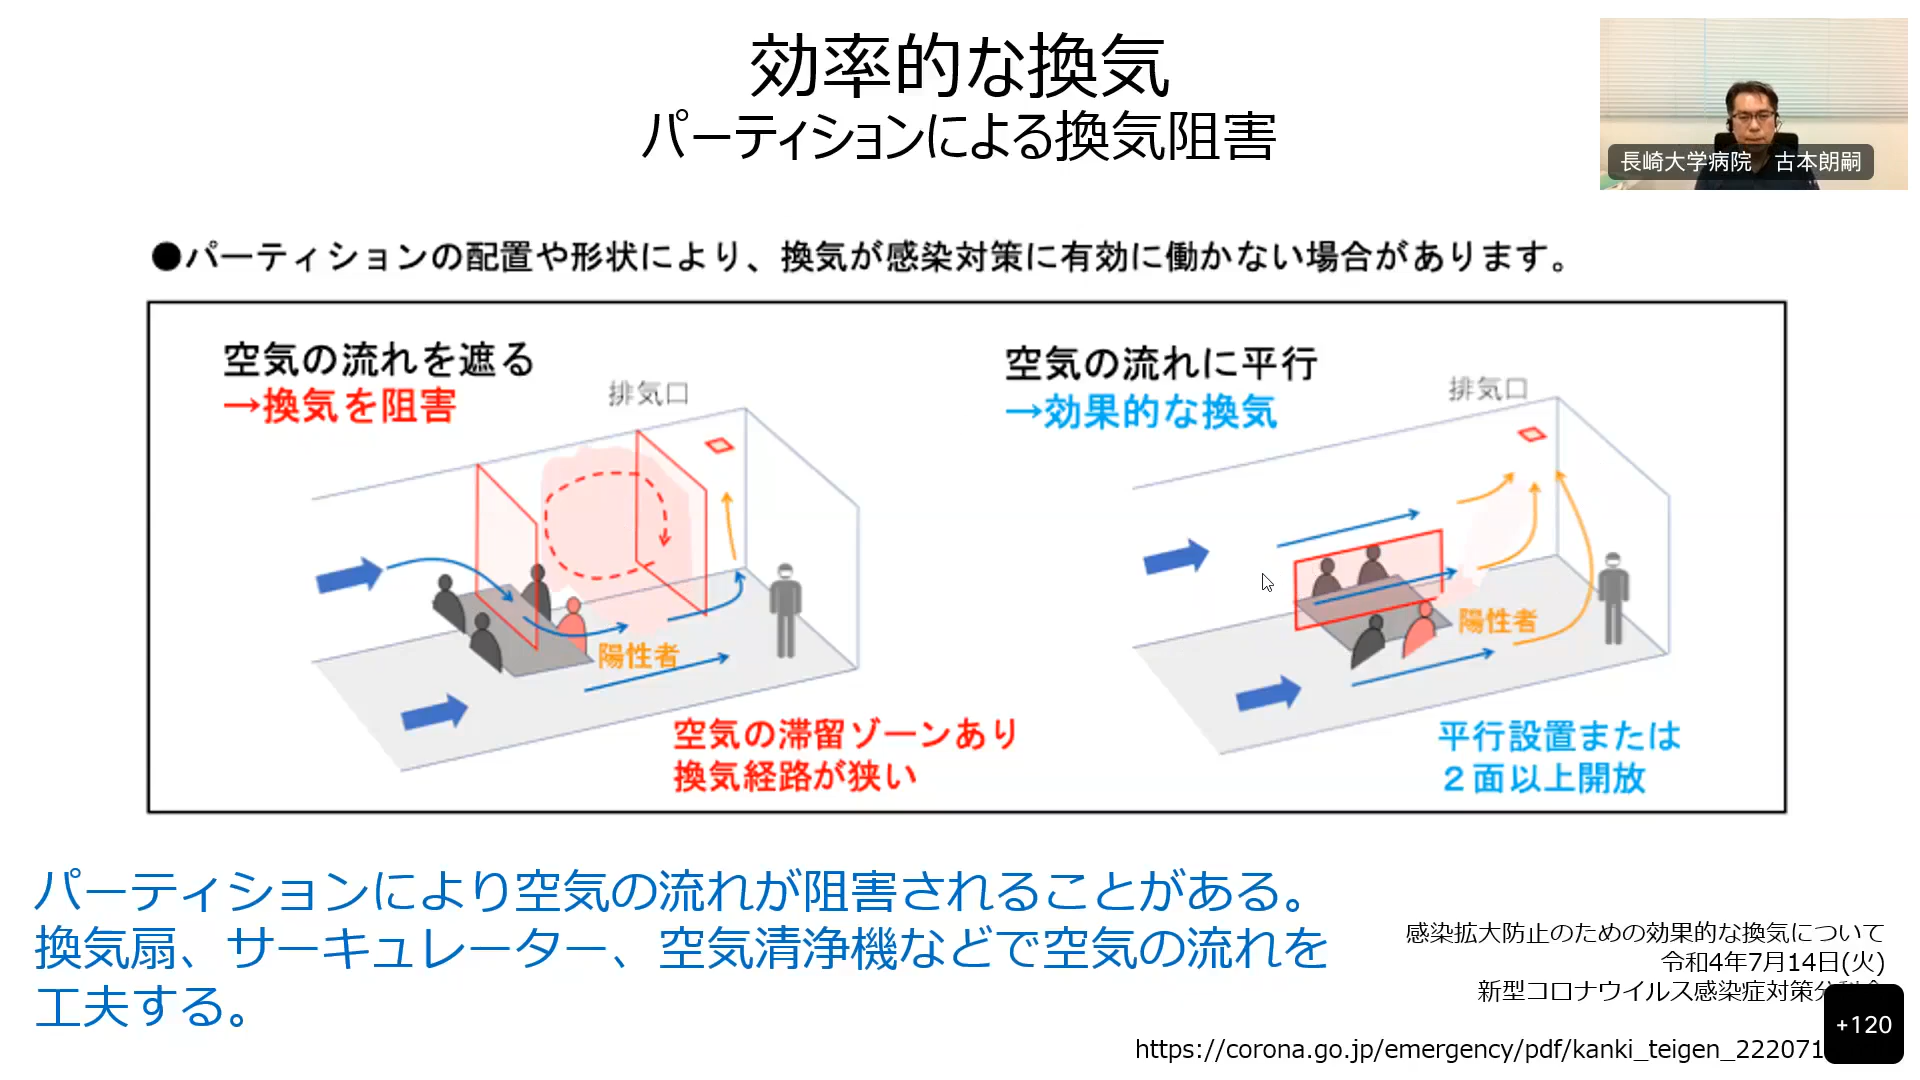 効率的な換気
パーティションによる換気阻害
長崎大学病院　古本朗嗣
●パーティションの配置や形状により、換気が感染対策に有効に働かない場合があります。
空気の流れを遮る
→換気を阻害
排気口
陽性者
空気の滞留ゾーンあり
換気経路が狭い
空気の流れに平行
→効果的な換気
排気口
陽性者
平行設置または
２面以上開放
パーティションにより空気の流れが阻害されることがある。
換気扇、サーキュレーター、空気清浄機などで空気の流れを
工夫する。
感染拡大防止のための効果的な換気について
令和4年7月14日(火)
新型コロナウイルス感染症対策
https://corona.go.jp/emergency/pdf/kanki_teigen_222071
+120